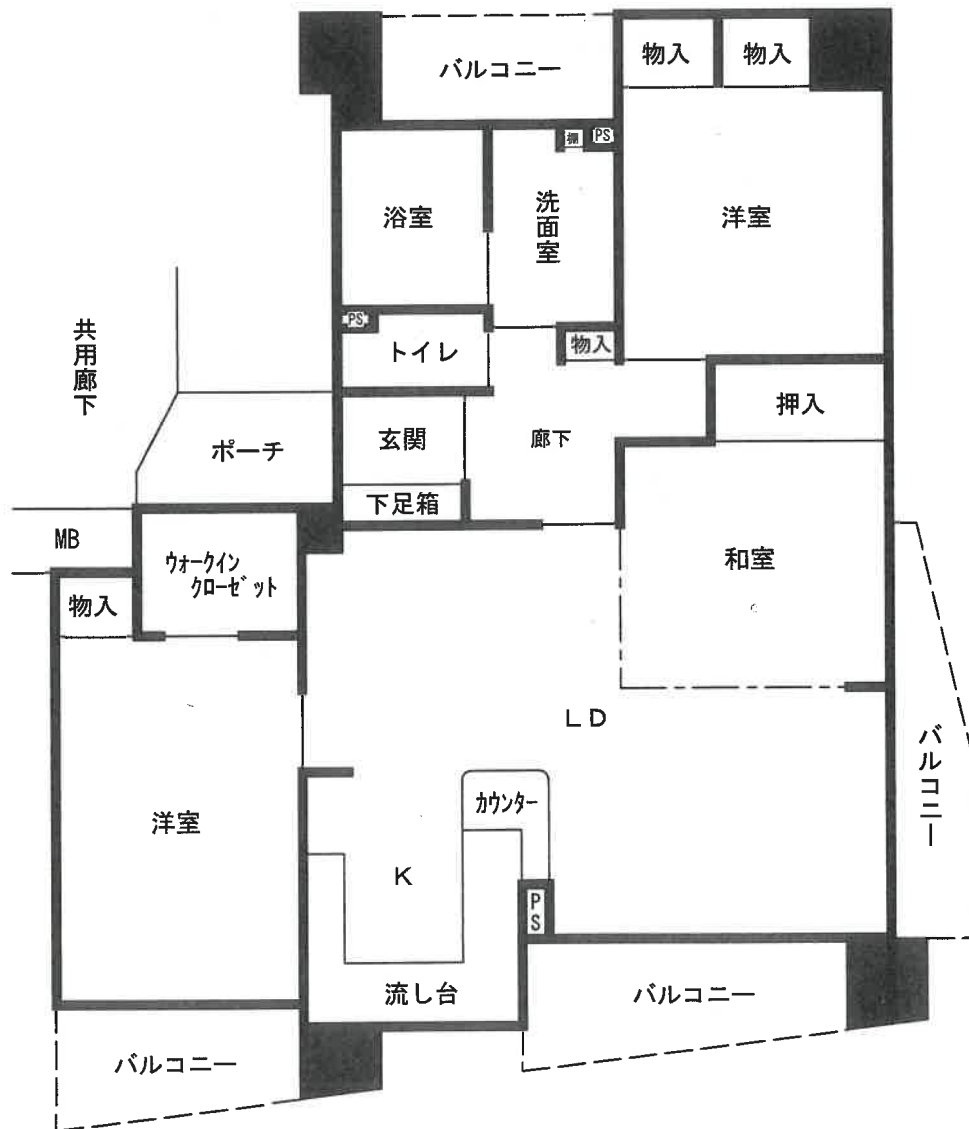 バルコニー
物入
物入
棚
PS
浴室
洗面室
洋室
共用廊下
PS
トイレ
物入
押入
玄関
廊下
ポーチ
下足箱
MB
ウォークイン
クローゼット
和室
物入
LD
バルコニー
洋室
カウンター
K
PS
流し台
バルコニー
バルコニー